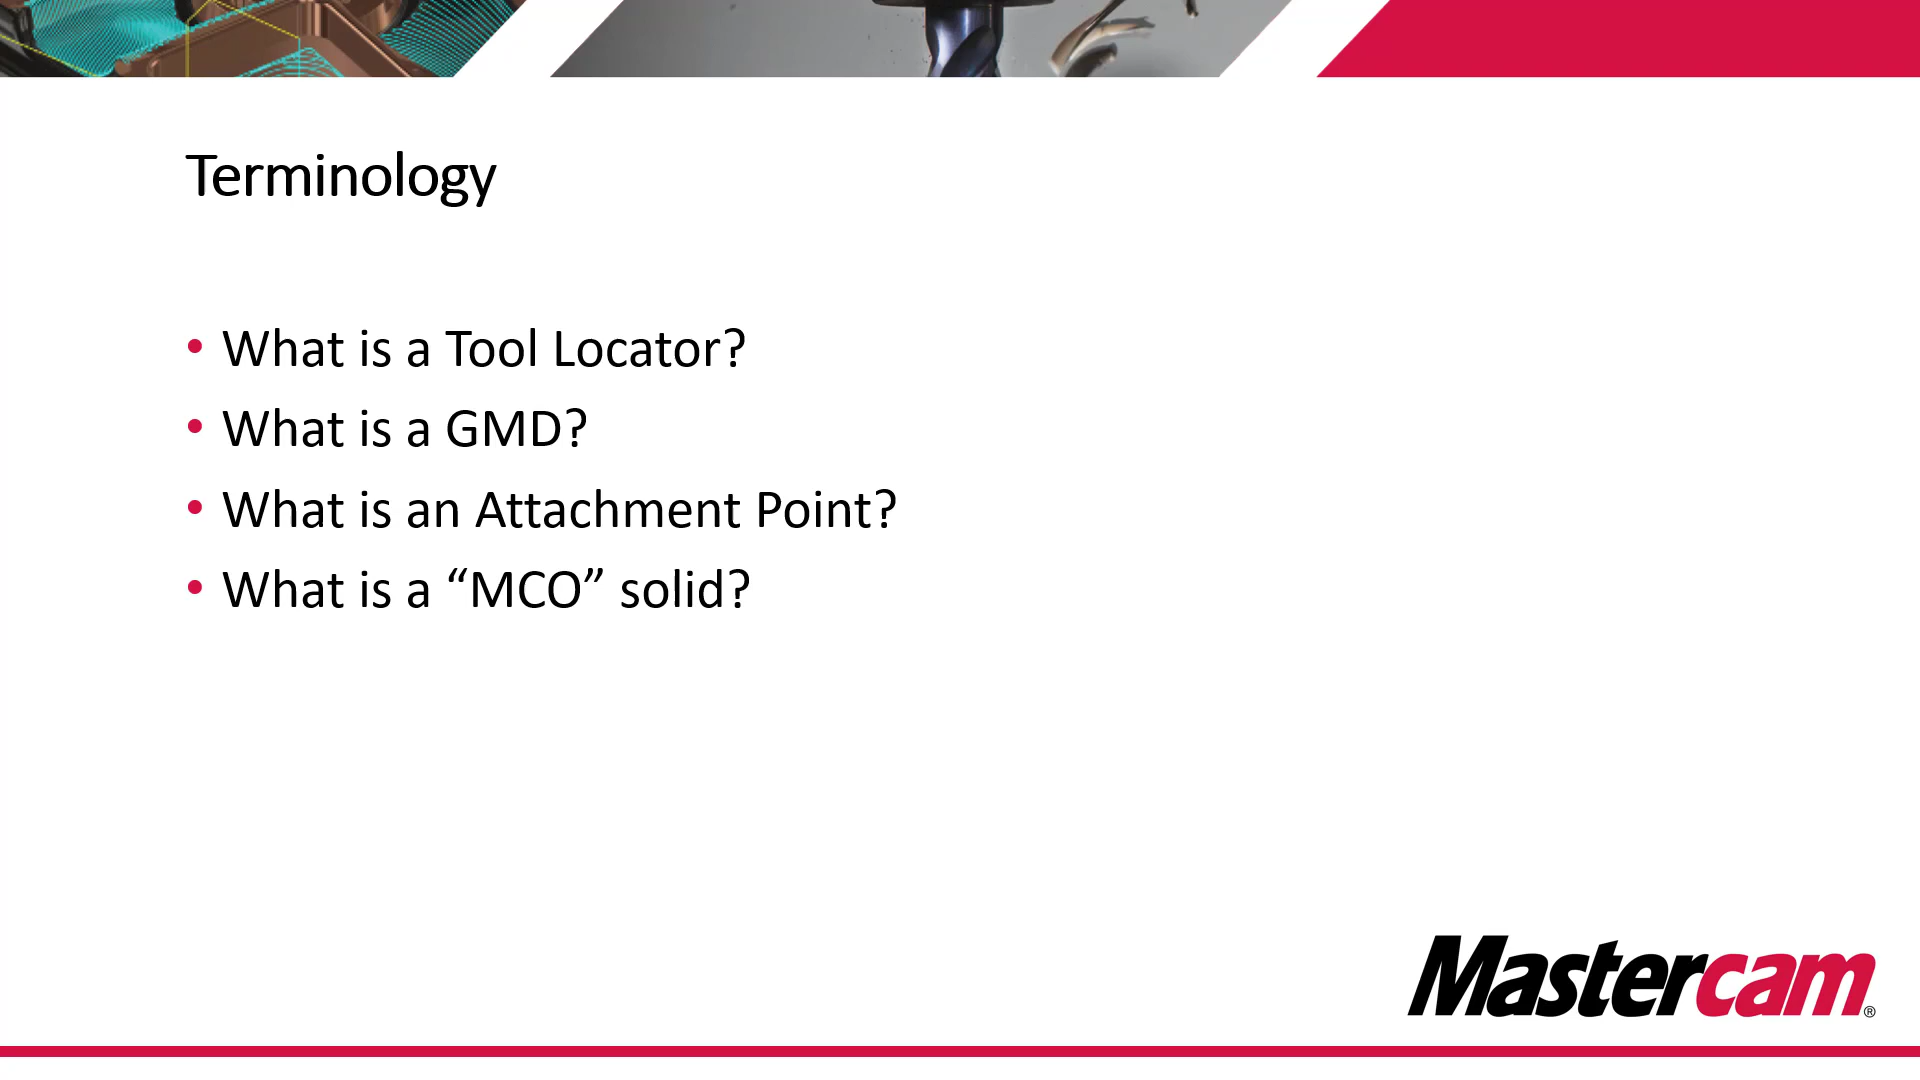 Terminology
• What is a Tool Locator?
• What is a GMD?
• What is an Attachment Point?
• What is a “MCO” solid?
Mastercam®